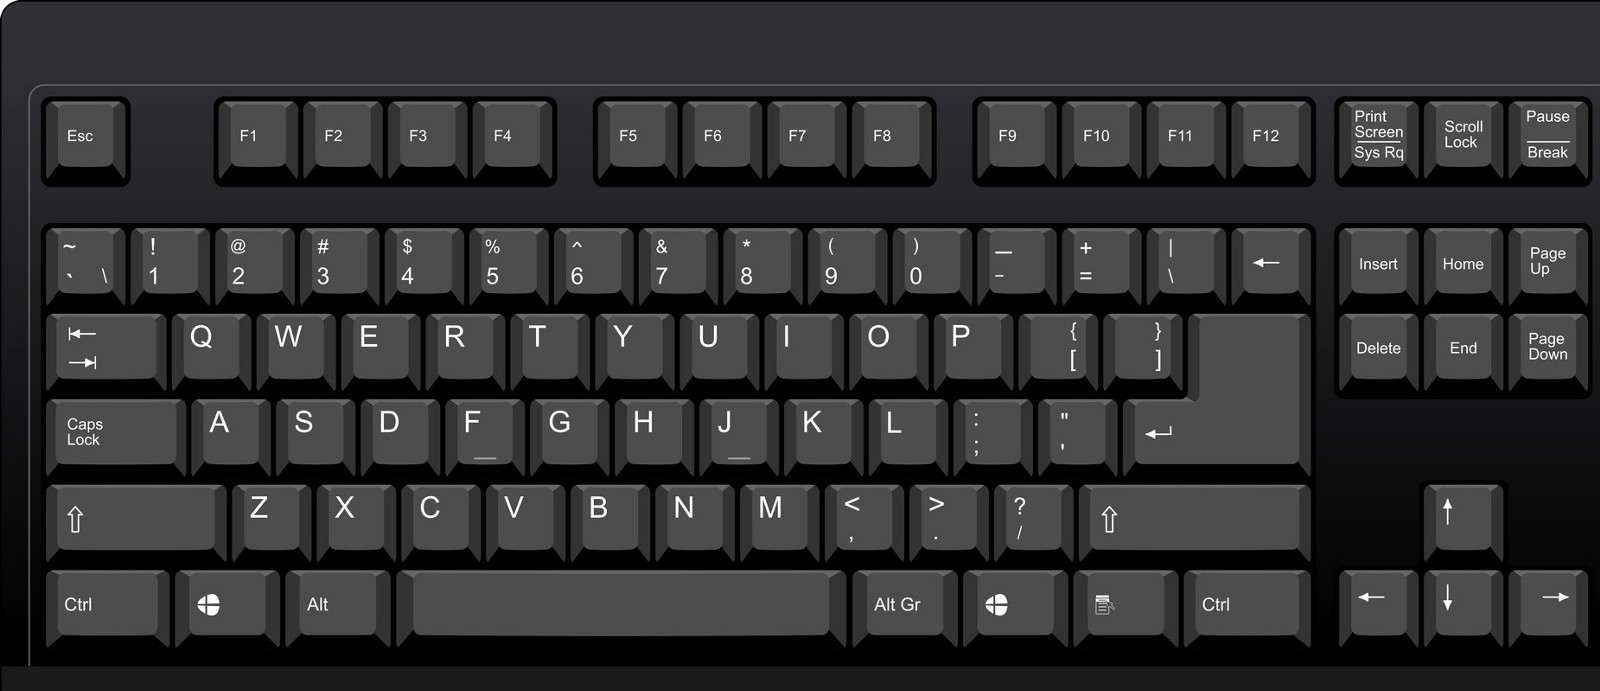 Esc F1 F2 F3 F4 F5 F6 F7 F8 F9 F10 F11 F12
Print
Screen
Sys Rq
Scroll
Lock
Pause
Break
~ ! @ # $ % ^ & * ( ) — + |
` \ 1 2 3 4 5 6 7 8 9 0 - = \ ←
Insert Home
Page
Up
⇤
⇥
Q W E R T Y U I O P { }
[ ]
Delete End
Page
Down
Caps
Lock
A S D F G H J K L : "
; ' ↵
⇧ Z X C V B N M < > ? ⇧
, . /
↑
Ctrl Alt Alt Gr Ctrl
← ↓ →